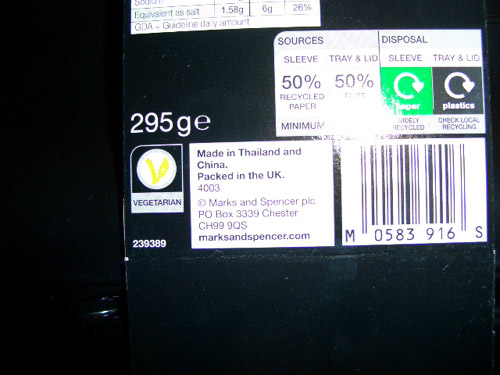 Sodium
Equivalent as salt 1.58g 6g 26%
GDA = Guideline daily amount
SOURCES DISPOSAL
SLEEVE TRAY & LID SLEEVE TRAY & LID
50% 50%
RECYCLED
PAPER
plastics
MINIMUM
WIDELY RECYCLED
CHECK LOCAL RECYCLING
295g℮
V
VEGETARIAN
Made in Thailand and
China.
Packed in the UK.
4003
© Marks and Spencer plc
PO Box 3339 Chester
CH99 9QS
marksandspencer.com
239389
M 0583 916 S